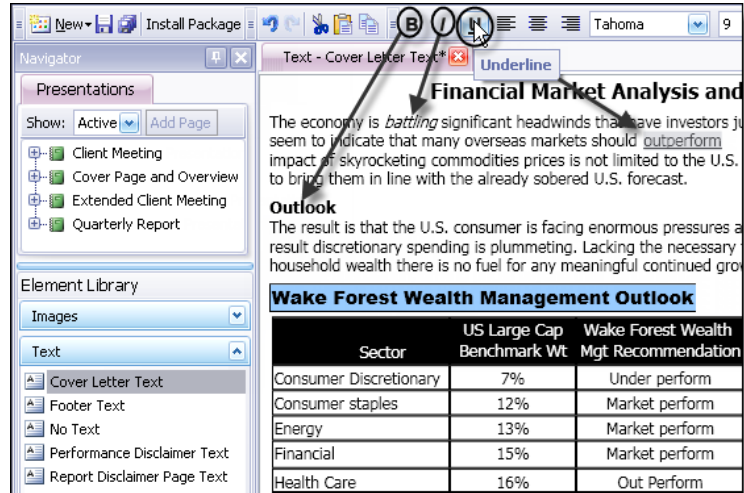 New Install Package B I U Tahoma 9
Navigator
Text - Cover Letter Text*
Underline
Presentations
Show: Active Add Page
Client Meeting
Cover Page and Overview
Extended Client Meeting
Quarterly Report
Element Library
Images
Text
Cover Letter Text
Footer Text
No Text
Performance Disclaimer Text
Report Disclaimer Page Text
Financial Market Analysis and
The economy is battling significant headwinds that have investors
seem to indicate that many overseas markets should outperform
impact of skyrocketing commodities prices is not limited to the U.S.
to bring them in line with the already sobered U.S. forecast.
Outlook
The result is that the U.S. consumer is facing enormous pressures a
result discretionary spending is plummeting. Lacking the necessary
household wealth there is no fuel for any meaningful continued
Wake Forest Wealth Management Outlook
Sector US Large Cap Benchmark Wt Wake Forest Wealth Mgt Recommendation
Consumer Discretionary 7% Under perform
Consumer staples 12% Market perform
Energy 13% Market perform
Financial 15% Market perform
Health Care 16% Out Perform